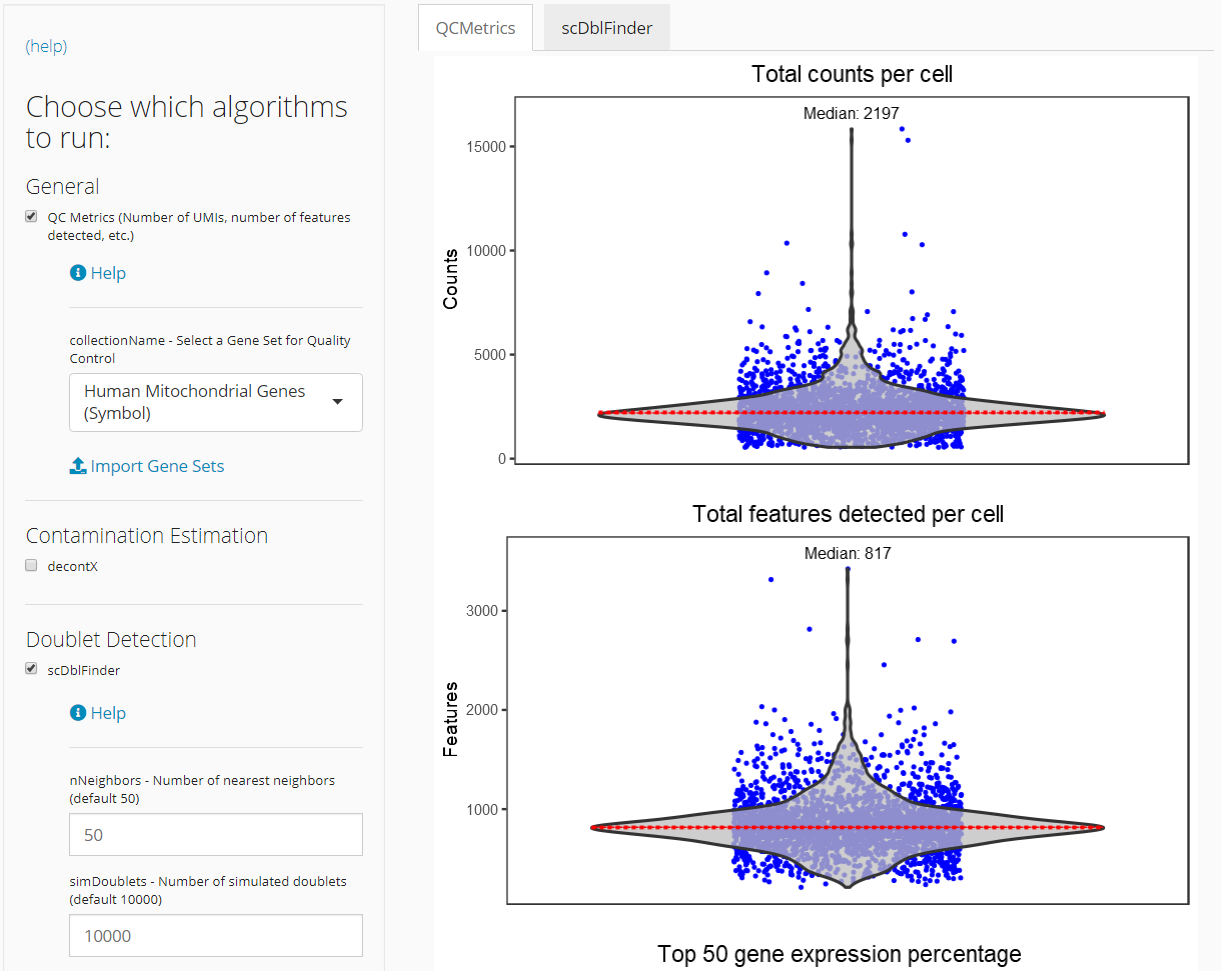 (help)
Choose which algorithms
to run:
General
QC Metrics (Number of UMIs, number of features
detected, etc.)
Help
collectionName - Select a Gene Set for Quality
Control
Human Mitochondrial Genes
(Symbol)
Import Gene Sets
Contamination Estimation
decontX
Doublet Detection
scDblFinder
Help
nNeighbors - Number of nearest neighbors
(default 50)
50
simDoublets - Number of simulated doublets
(default 10000)
10000
QCMetrics
scDblFinder
Total counts per cell
Median: 2197
15000
10000
5000
0
Counts
Total features detected per cell
Median: 817
3000
2000
1000
Features
Top 50 gene expression percentage